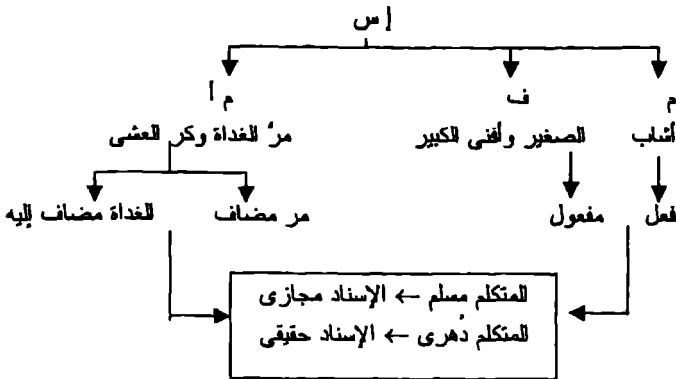 إ س
م ف م أ
أشاب الصغير وأفنى الكبير مرُّ الغداة وكر العشى
فعل مفعول مر مضاف الغداة مضاف إليه
المتكلم مسلم ← الإسناد مجازى
المتكلم دُهرى ← الإسناد حقيقى